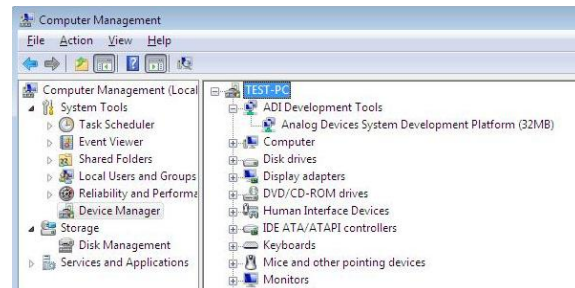 Computer Management
File Action View Help
Computer Management (Local
System Tools
Task Scheduler
Event Viewer
Shared Folders
Local Users and Groups
Reliability and Performa
Device Manager
Storage
Disk Management
Services and Applications
TEST-PC
ADI Development Tools
Analog Devices System Development Platform (32MB)
Computer
Disk drives
Display adapters
DVD/CD-ROM drives
Human Interface Devices
IDE ATA/ATAPI controllers
Keyboards
Mice and other pointing devices
Monitors